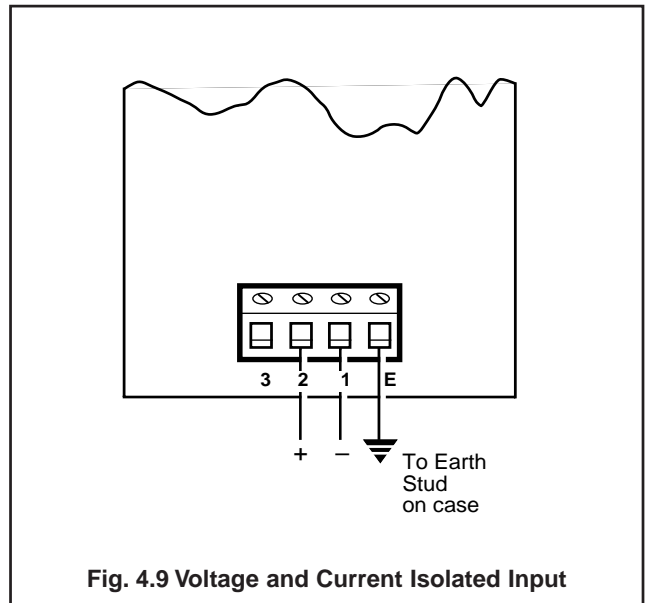 3 2 1 E
+ –
To Earth
Stud
on case
Fig. 4.9 Voltage and Current Isolated Input